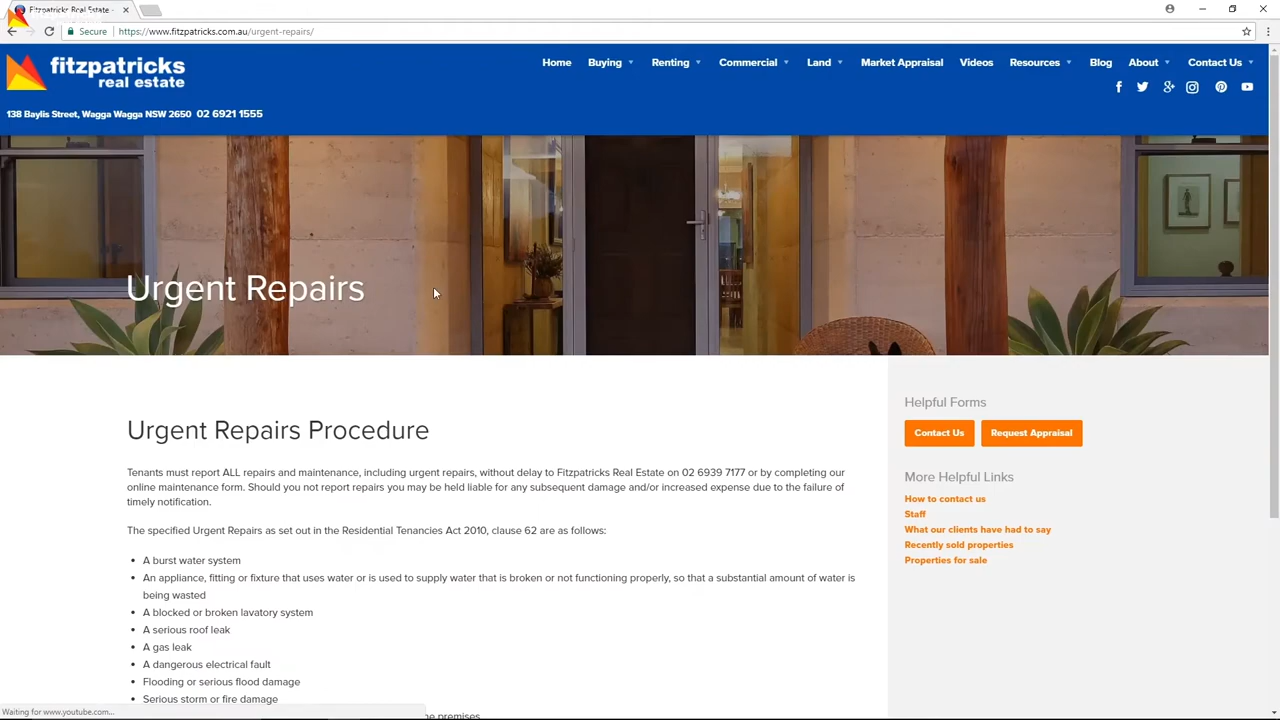 Fitzpatricks Real Estate -
Secure https://www.fitzpatricks.com.au/urgent-repairs/
fitzpatricks
real estate
Home Buying Renting Commercial Land Market Appraisal Videos Resources Blog About Contact Us
138 Baylis Street, Wagga Wagga NSW 2650 02 6921 1555
Urgent Repairs
Urgent Repairs Procedure
Tenants must report ALL repairs and maintenance, including urgent repairs, without delay to Fitzpatricks Real Estate on 02 6939 7177 or by completing our
online maintenance form. Should you not report repairs you may be held liable for any subsequent damage and/or increased expense due to the failure of
timely notification.
The specified Urgent Repairs as set out in the Residential Tenancies Act 2010, clause 62 are as follows:
• A burst water system
• An appliance, fitting or fixture that uses water or is used to supply water that is broken or not functioning properly, so that a substantial amount of water is
being wasted
• A blocked or broken lavatory system
• A serious roof leak
• A gas leak
• A dangerous electrical fault
• Flooding or serious flood damage
• Serious storm or fire damage
premises
Helpful Forms
Contact Us Request Appraisal
More Helpful Links
How to contact us
Staff
What our clients have had to say
Recently sold properties
Properties for sale
Waiting for www.youtube.com...